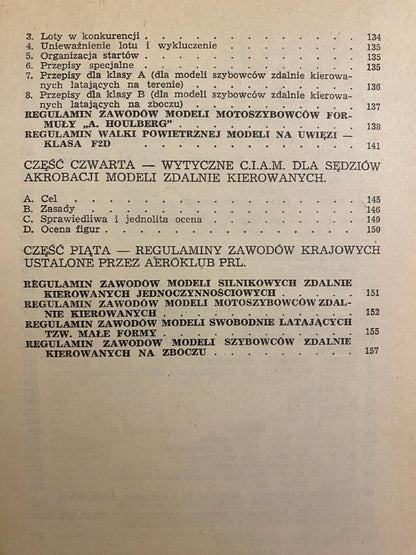 3. Loty w konkurencji . . . . . . . . . . 134
4. Unieważnienie lotu i wykluczenie . . . . . . . 135
5. Organizacja startów . . . . . . . . . . 135
6. Przepisy specjalne . . . . . . . . . . 135
7. Przepisy dla klasy A (dla modeli szybowców zdalnie kierowa-
nych latających na terenie) . . . . . . . . 136
8. Przepisy dla klasy B (dla modeli szybowców zdalnie kierowa-
nych latających na zboczu) . . . . . . . . 137
REGULAMIN ZAWODÓW MODELI MOTOSZYBOWCÓW FOR-
MUŁY „A. HOULBERG” . . . . . . . . . 138
REGULAMIN WALKI POWIETRZNEJ MODELI NA UWIĘZI —
KLASA F2D . . . . . . . . . . . . 141
CZĘŚĆ CZWARTA — WYTYCZNE C.I.A.M. DLA SĘDZIÓW
AKROBACJI MODELI ZDALNIE KIEROWANYCH.
A. Cel . . . . . . . . . . . . . . 145
B. Zasady . . . . . . . . . . . . . 146
C. Sprawiedliwa i jednolita ocena . . . . . . . 149
D. Ocena figur . . . . . . . . . . . . 150
CZĘŚĆ PIĄTA — REGULAMINY ZAWODÓW KRAJOWYCH
USTALONE PRZEZ AEROKLUB PRL.
REGULAMIN ZAWODÓW MODELI SILNIKOWYCH ZDALNIE
KIEROWANYCH JEDNOCZYNNOŚCIOWYCH . . . . . 151
REGULAMIN ZAWODÓW MODELI MOTOSZYBOWCÓW ZDAL-
NIE KIEROWANYCH . . . . . . . . . . 152
REGULAMIN ZAWODÓW MODELI SWOBODNIE LATAJĄCYCH
TZW. MAŁE FORMY . . . . . . . . . . 155
REGULAMIN ZAWODÓW MODELI SZYBOWCÓW ZDALNIE
KIEROWANYCH NA ZBOCZU . . . . . . . . 157